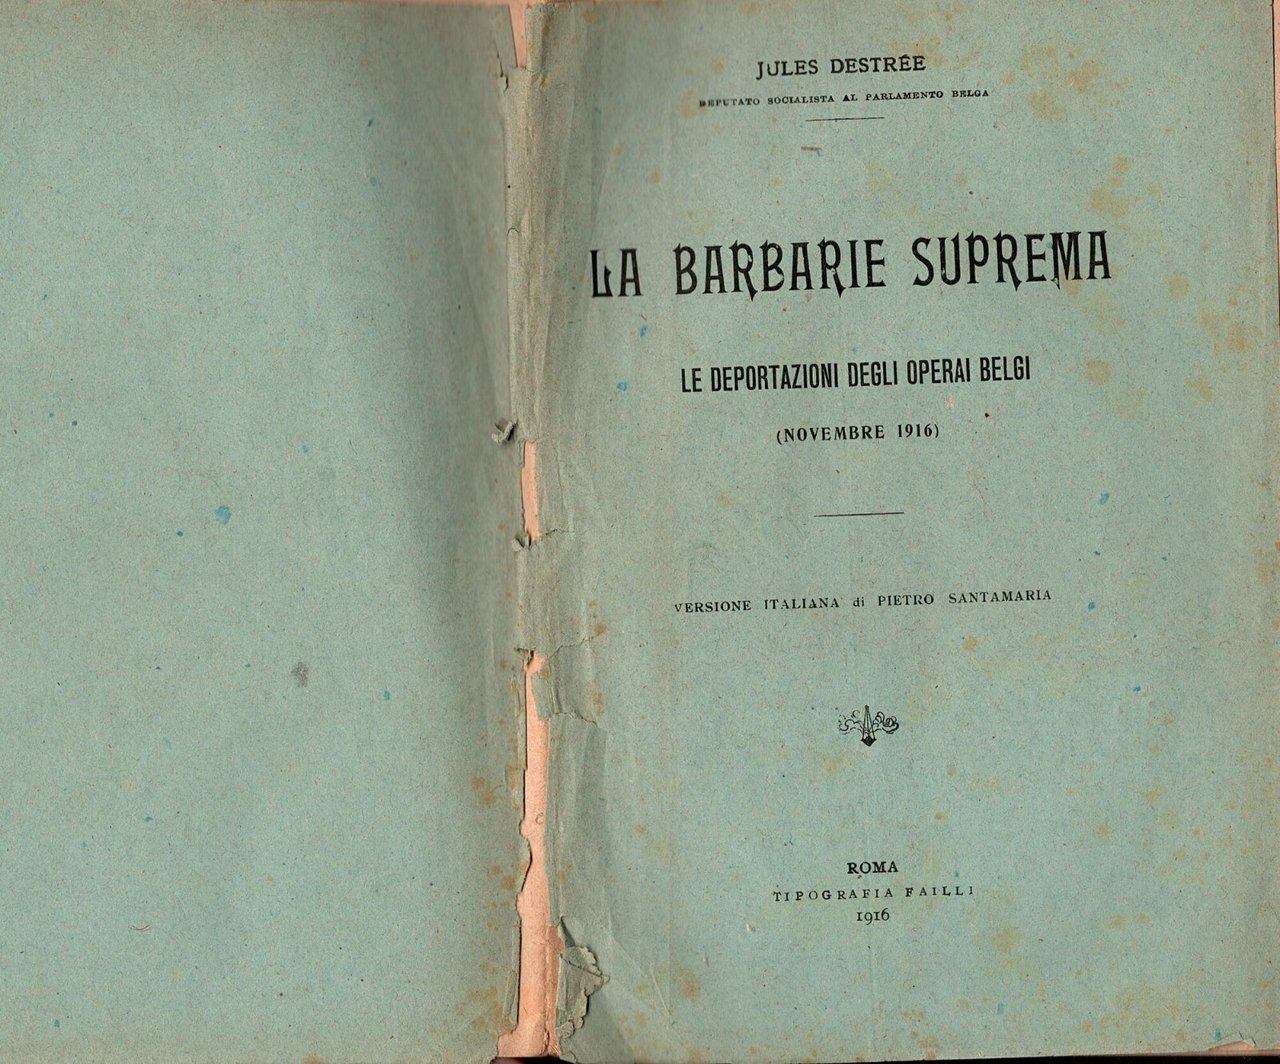 JULES DESTRÉE
DEPUTATO SOCIALISTA AL PARLAMENTO BELGA
LA BARBARIE SUPREMA
LE DEPORTAZIONI DEGLI OPERAI BELGI
(NOVEMBRE 1916)
VERSIONE ITALIANA di PIETRO SANTAMARIA
ROMA
TIPOGRAFIA FAILLI
1916